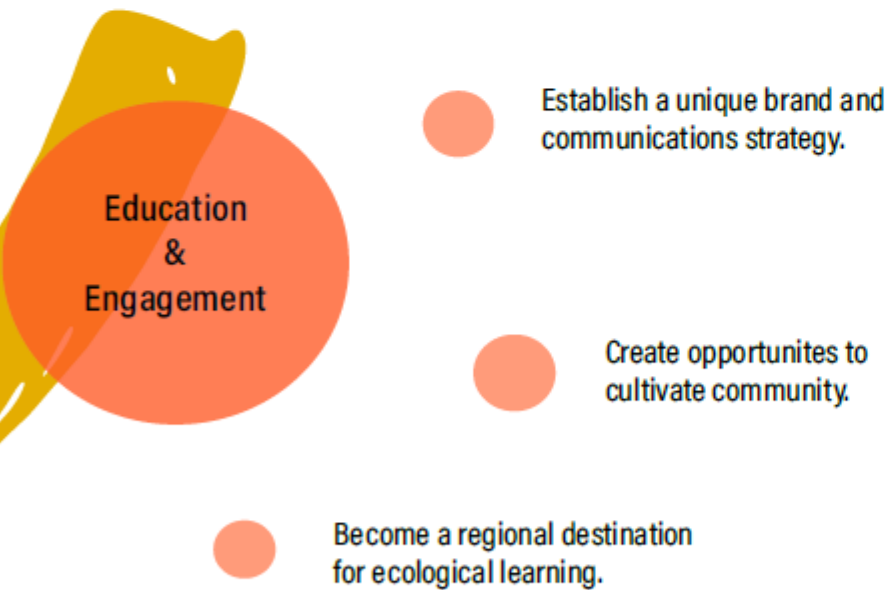 Education
&
Engagement
Establish a unique brand and
communications strategy.
Create opportunites to
cultivate community.
Become a regional destination
for ecological learning.